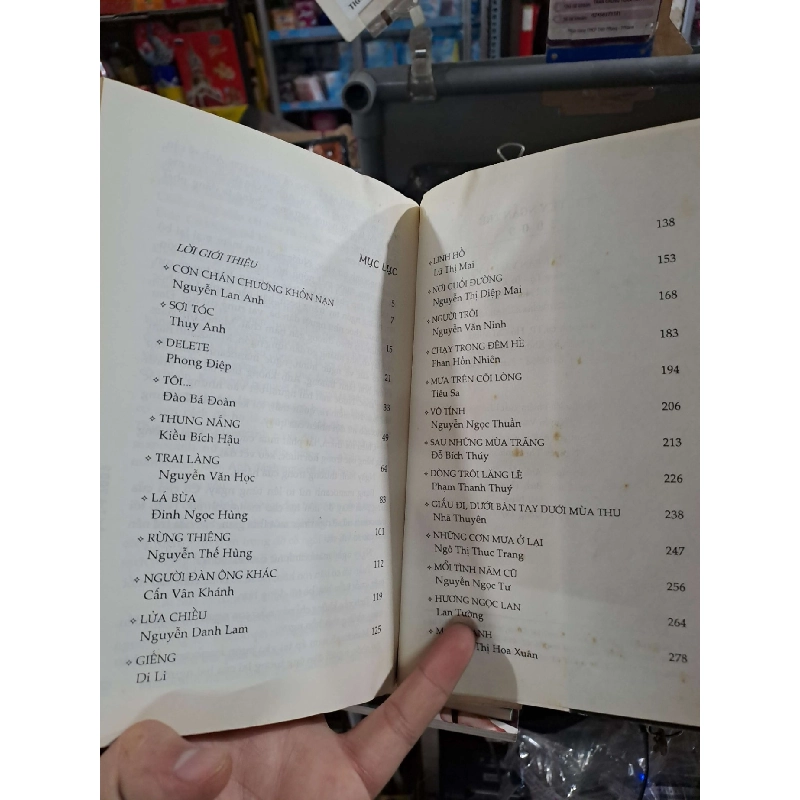 MỤC LỤC
LỜI GIỚI THIỆU 5
❖ CƠN CHÁN CHƯỜNG KHỐN NẠN 7
Nguyễn Lan Anh
❖ SỢI TÓC 15
Thụy Anh
❖ DELETE 21
Phong Điệp
❖ TÔI... 33
Đào Bá Đoàn
❖ THUNG NẮNG 49
Kiều Bích Hậu
❖ TRAI LÀNG 64
Nguyễn Văn Học
❖ LÁ BÙA 83
Đinh Ngọc Hùng
❖ RỪNG THIÊNG 101
Nguyễn Thế Hùng
❖ NGƯỜI ĐÀN ÔNG KHÁC 112
Cấn Vân Khánh
❖ LỬA CHIỀU 119
Nguyễn Danh Lam
❖ GIẾNG 125
Di Li
❖ LINH HỒ 138
Lữ Thị Mai
❖ NƠI CUỐI ĐƯỜNG 153
Nguyễn Thị Diệp Mai
❖ NGƯỜI TRÔI 168
Nguyễn Văn Ninh
❖ CHẠY TRONG ĐÊM HÈ 183
Phan Hồn Nhiên
❖ MƯA TRÊN CÕI LÒNG 194
Tiêu Sa
❖ VÔ TÍNH 206
Nguyễn Ngọc Thuần
❖ SAU NHỮNG MÙA TRĂNG 213
Đỗ Bích Thúy
❖ DÒNG TRÔI LẶNG LẼ 226
Phạm Thanh Thuý
❖ GIẤU ĐI, DƯỚI BÀN TAY DƯỚI MÙA THU 238
Nhã Thuyên
❖ NHỮNG CƠN MƯA Ở LẠI 247
Ngô Thị Thục Trang
❖ MỐI TÌNH NĂM CŨ 256
Nguyễn Ngọc Tư
❖ HƯƠNG NGỌC LAN 264
Lan Tường
278
Thị Hoa Xuân